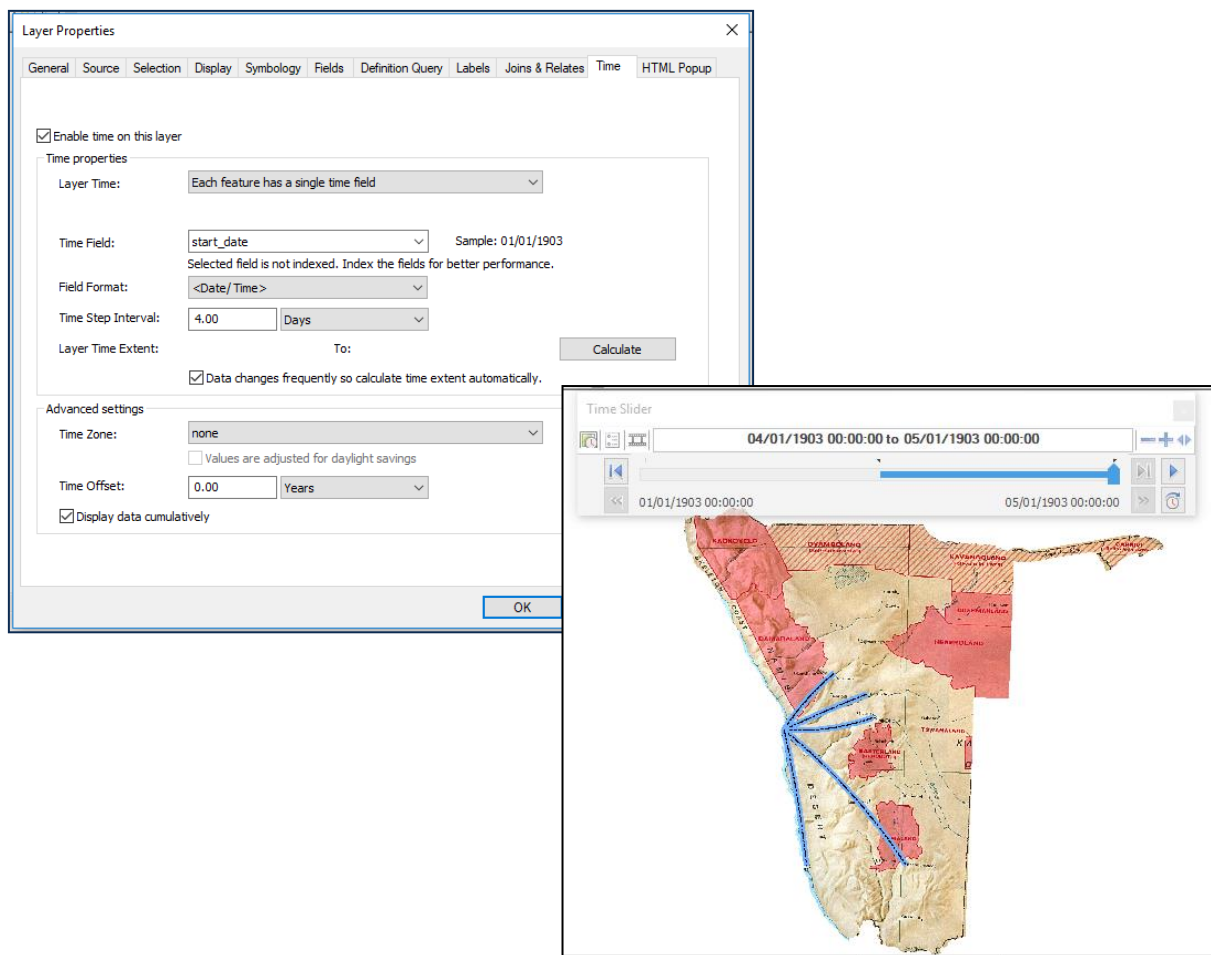 Layer Properties
General Source Selection Display Symbology Fields Definition Query Labels Joins & Relates Time HTML Popup
Enable time on this layer
Time properties
Layer Time: Each feature has a single time field
Time Field: start_date Sample: 01/01/1903
Selected field is not indexed. Index the fields for better performance.
Field Format: <Date/Time>
Time Step Interval: 4.00 Days
Layer Time Extent: To: Calculate
Data changes frequently so calculate time extent automatically.
Advanced settings
Time Zone: none
Values are adjusted for daylight savings
Time Offset: 0.00 Years
Display data cumulatively
OK
Time Slider
04/01/1903 00:00:00 to 05/01/1903 00:00:00
01/01/1903 00:00:00 05/01/1903 00:00:00
KAOKOVELD
OVAMBOLAND
KAVANGOLAND
SKELETON COAST
DAMARALAND
HEREROLAND
NAMI
TSWANALAND
DESERT